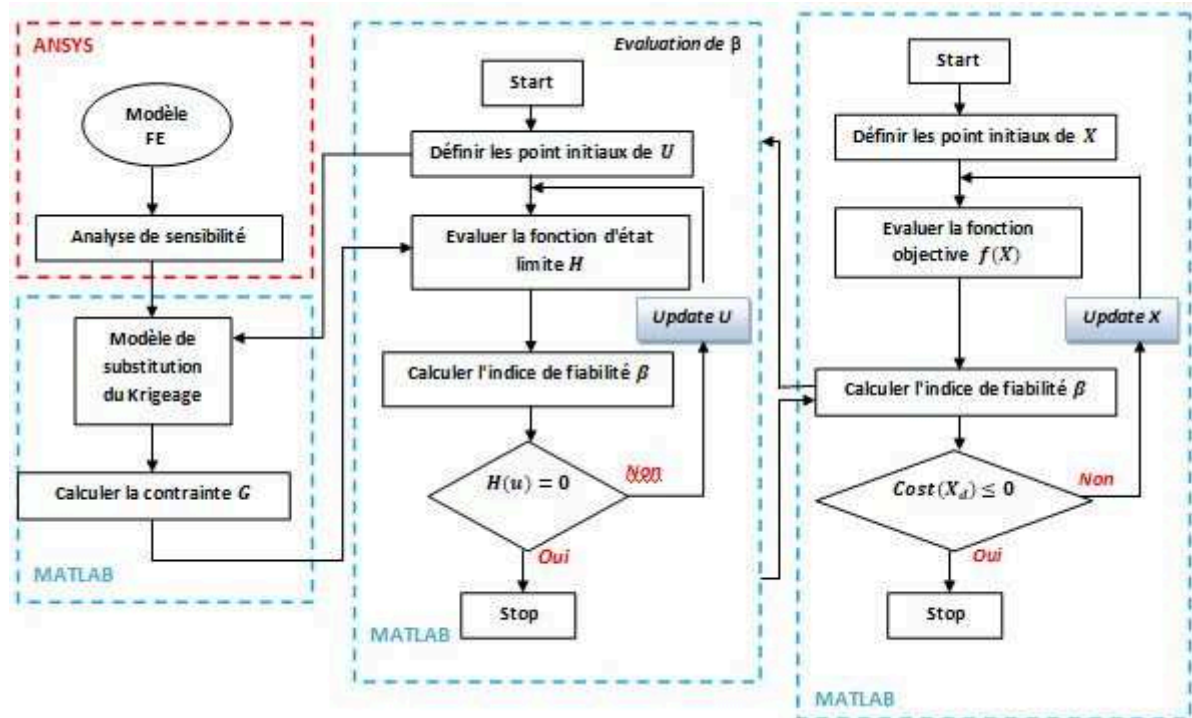 ANSYS
Modèle
FE
Analyse de sensibilité
Modèle de
substitution
du Krigeage
Calculer la contrainte G
MATLAB
Evaluation de β
Start
Définir les point initiaux de U
Evaluer la fonction d'état
limite H
Update U
Calculer l'indice de fiabilité β
H(u) = 0
Non
Oui
Stop
MATLAB
Start
Définir les point initiaux de X
Evaluer la fonction
objective f(X)
Update X
Calculer l'indice de fiabilité β
Cost(X_d) ≤ 0
Non
Oui
Stop
MATLAB